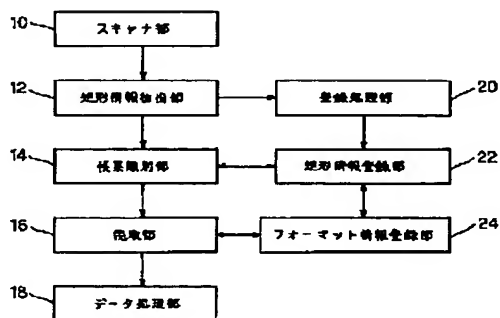 10
スキャナ部
12
矩形情報抽出部
登録処理部
20
14
帳票識別部
矩形情報登録部
22
16
読取部
フォーマット情報登録部
24
18
データ処理部